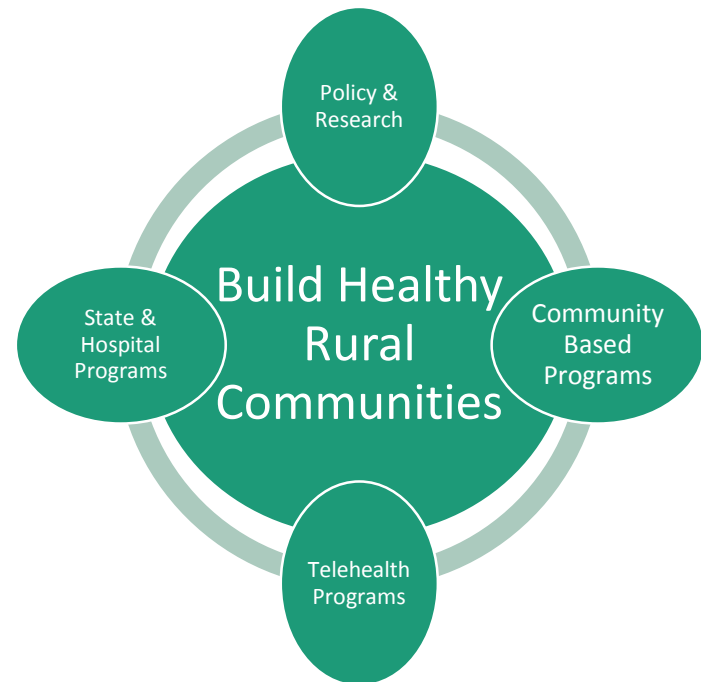 Policy &
Research
Build Healthy
Rural
Communities
State &
Hospital
Programs
Community
Based
Programs
Telehealth
Programs